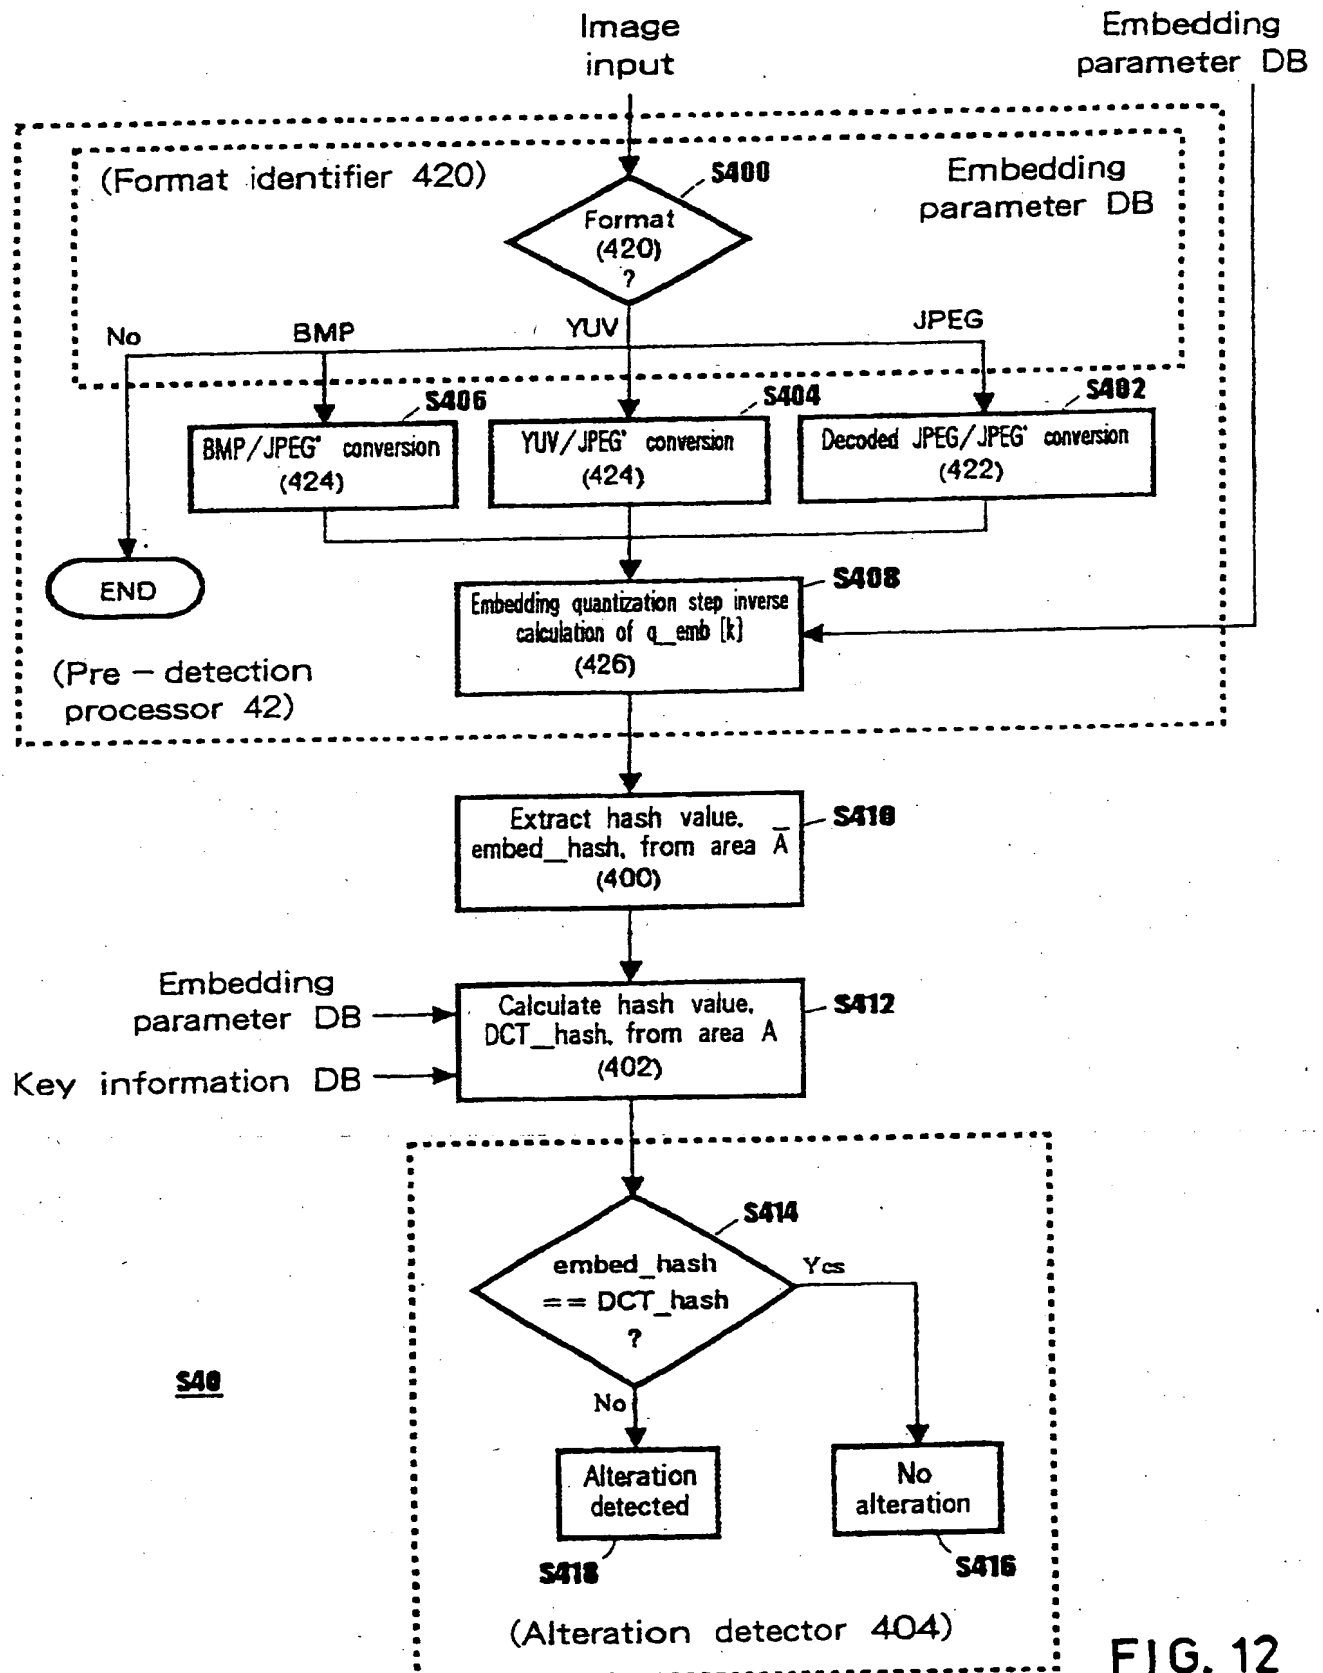 Image
input
Embedding
parameter DB
(Format identifier 420)
S400
Embedding
parameter DB
Format
(420)
?
No
BMP
YUV
JPEG
S406
S404
S402
BMP/JPEG* conversion
(424)
YUV/JPEG* conversion
(424)
Decoded JPEG/JPEG* conversion
(422)
END
S408
Embedding quantization step inverse
calculation of q_emb [k]
(426)
(Pre-detection
processor 42)
Extract hash value,
embed_hash, from area A̅
(400)
S410
Embedding
parameter DB
Key information DB
Calculate hash value,
DCT_hash, from area A
(402)
S412
S414
embed_hash
== DCT_hash
?
Yes
No
S40
Alteration
detected
S418
No
alteration
S416
(Alteration detector 404)
FIG. 12